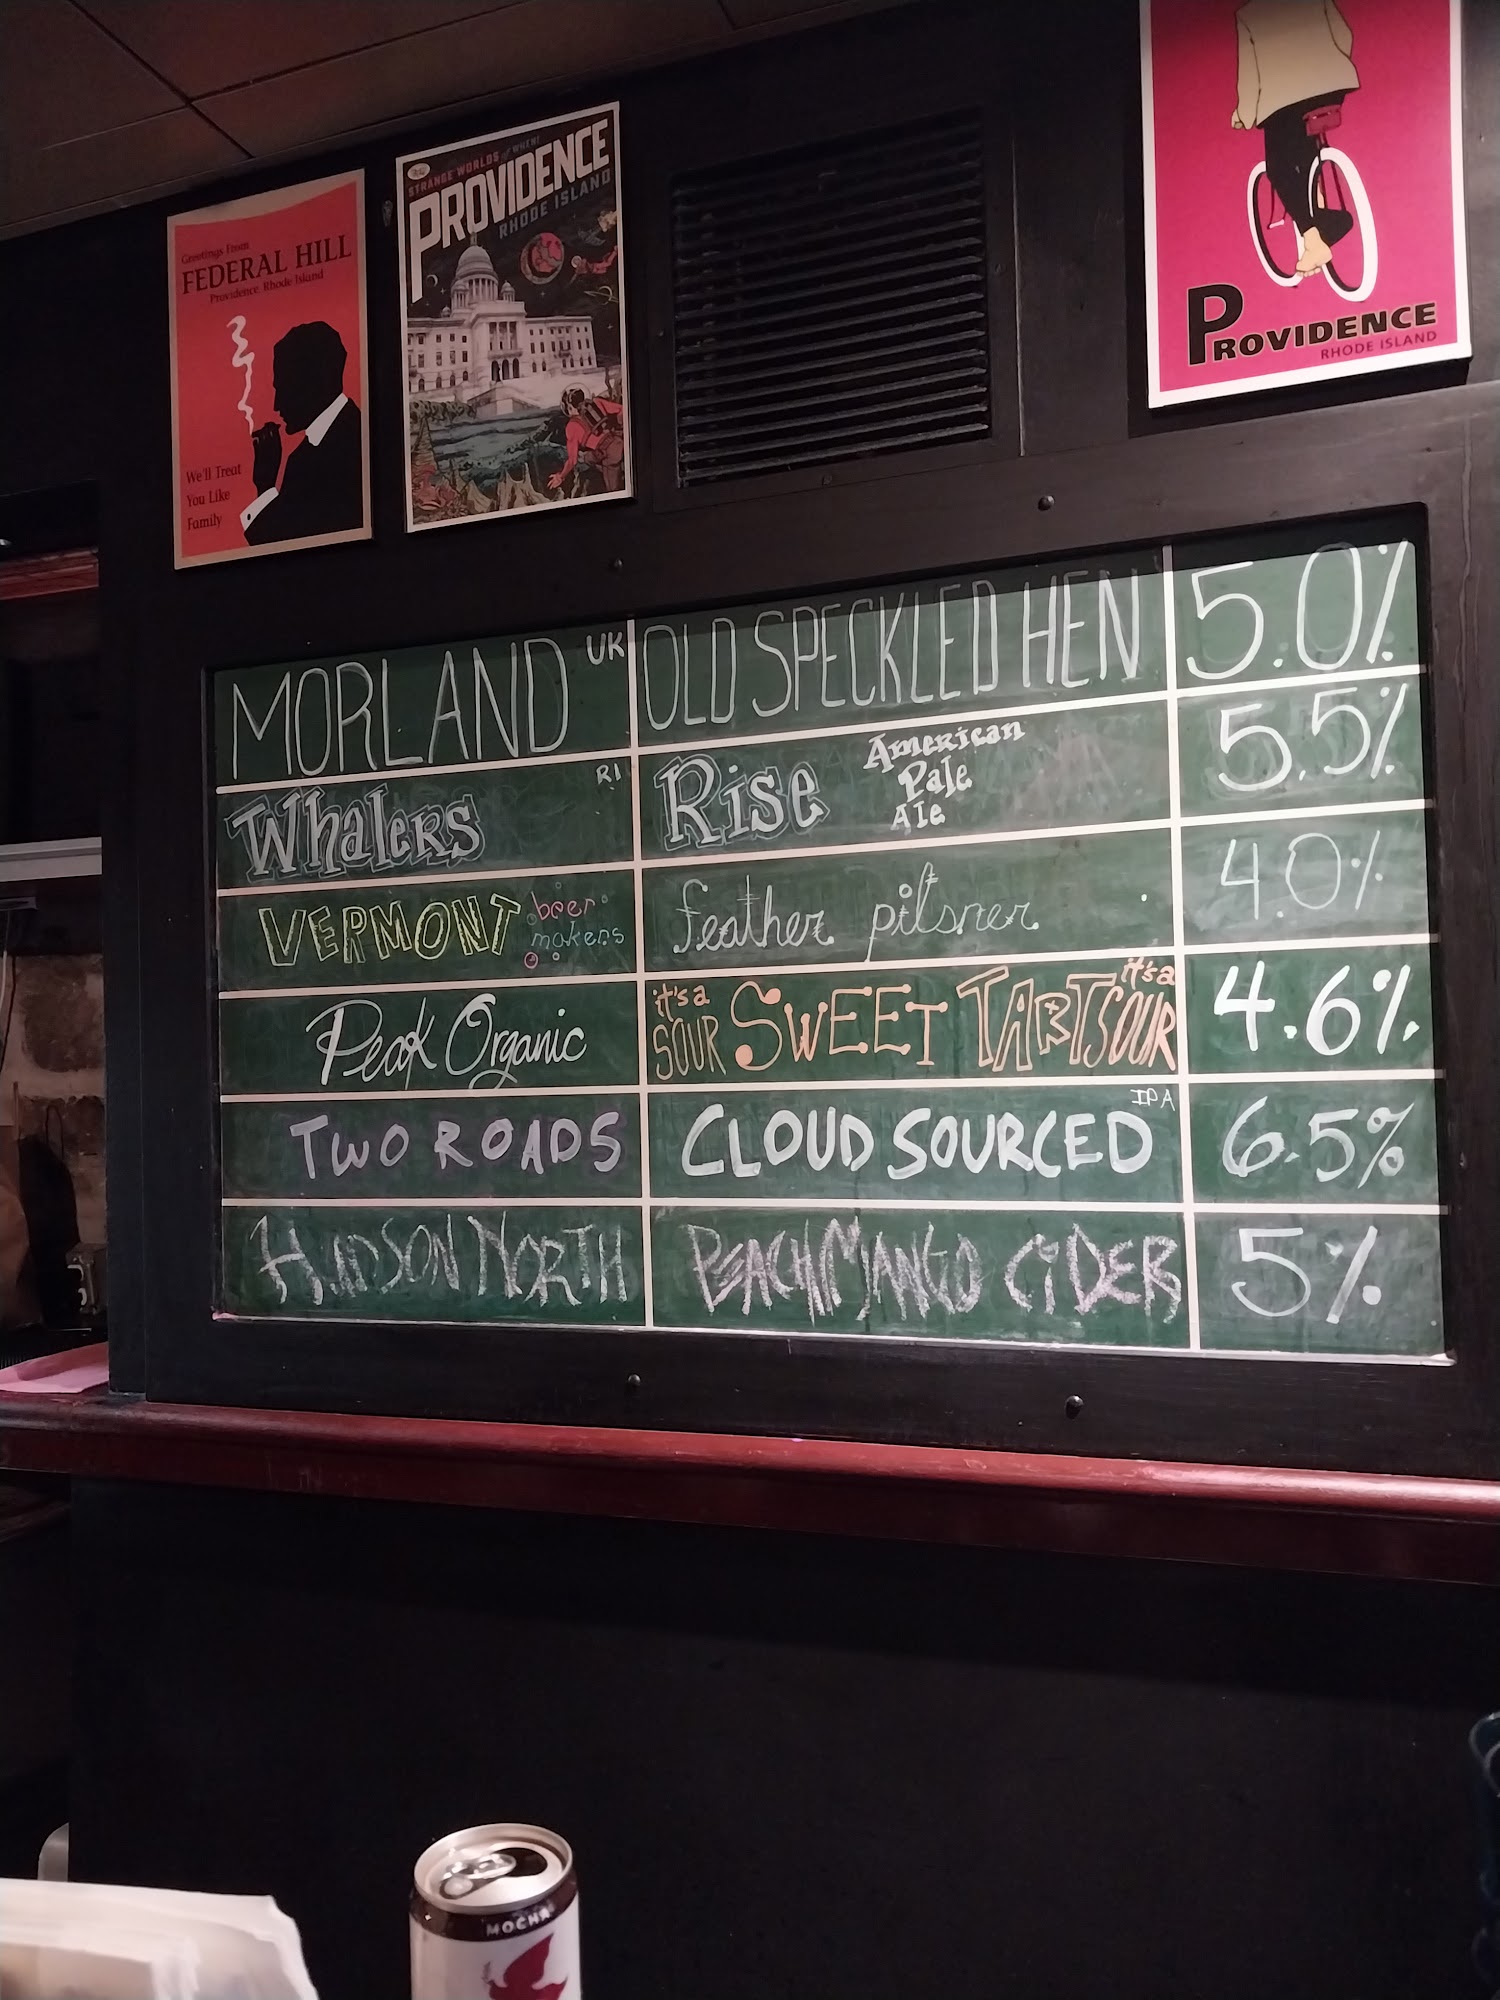 Greetings From
FEDERAL HILL
Providence, Rhode Island
We'll Treat
You Like
Family
STRANGE WORLDS
PROVIDENCE
RHODE ISLAND
PROVIDENCE
RHODE ISLAND
MORLAND UK OLD SPECKLED HEN 5.0%
Whalers RI Rise American Pale Ale 5.5%
VERMONT beer makers feather pilsner 4.0%
Peak Organic it's a SOUR SWEET TART it's a SOUR 4.6%
TWO ROADS CLOUD SOURCED IPA 6.5%
HUDSON NORTH PEACH MANGO CiDER 5%
MOCHA